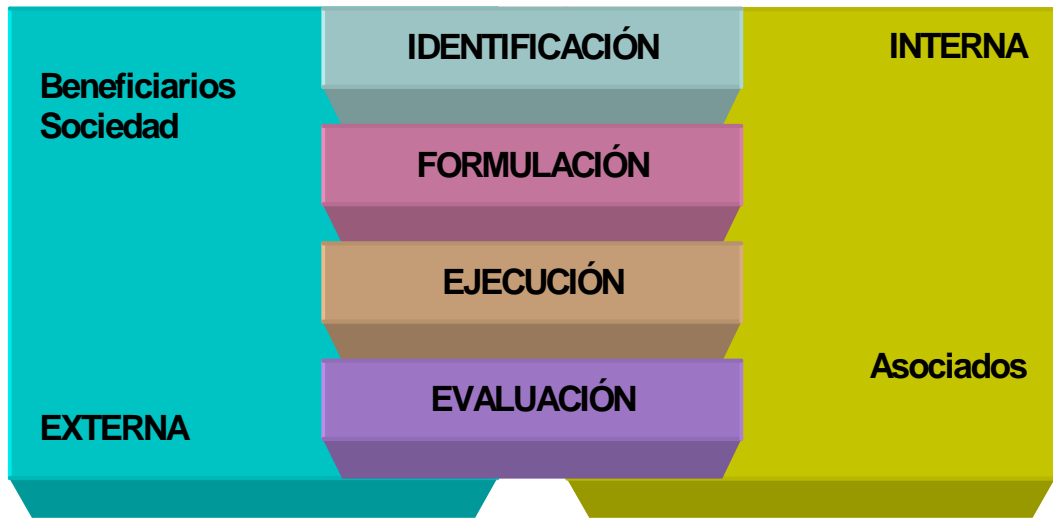 Beneficiarios
Sociedad
EXTERNA
IDENTIFICACIÓN
FORMULACIÓN
EJECUCIÓN
EVALUACIÓN
INTERNA
Asociados